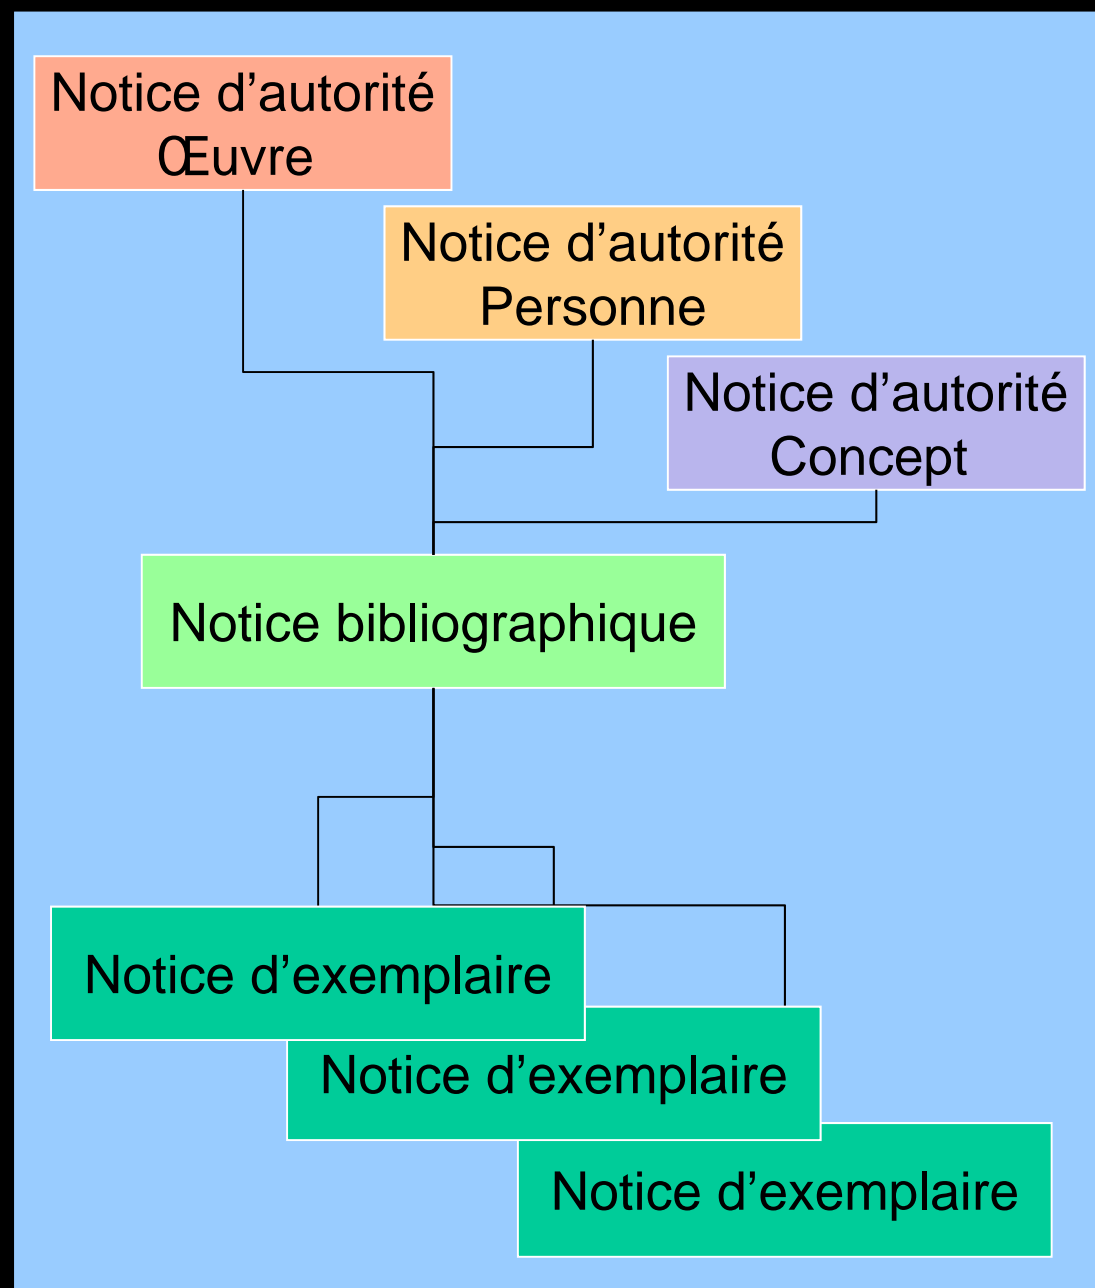 Notice d’autorité
Œuvre
Notice d’autorité
Personne
Notice d’autorité
Concept
Notice bibliographique
Notice d’exemplaire
Notice d’exemplaire
Notice d’exemplaire